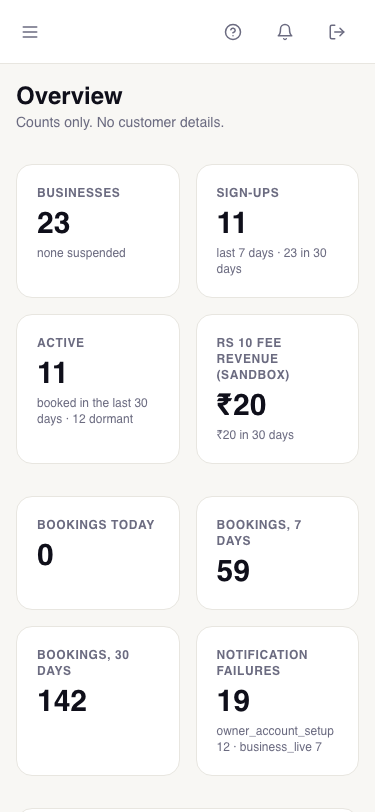 Overview
Counts only. No customer details.
BUSINESSES
23
none suspended
SIGN-UPS
11
last 7 days · 23 in 30
days
ACTIVE
11
booked in the last 30
days · 12 dormant
RS 10 FEE
REVENUE
(SANDBOX)
₹20
₹20 in 30 days
BOOKINGS TODAY
0
BOOKINGS, 7
DAYS
59
BOOKINGS, 30
DAYS
142
NOTIFICATION
FAILURES
19
owner_account_setup
12 · business_live 7